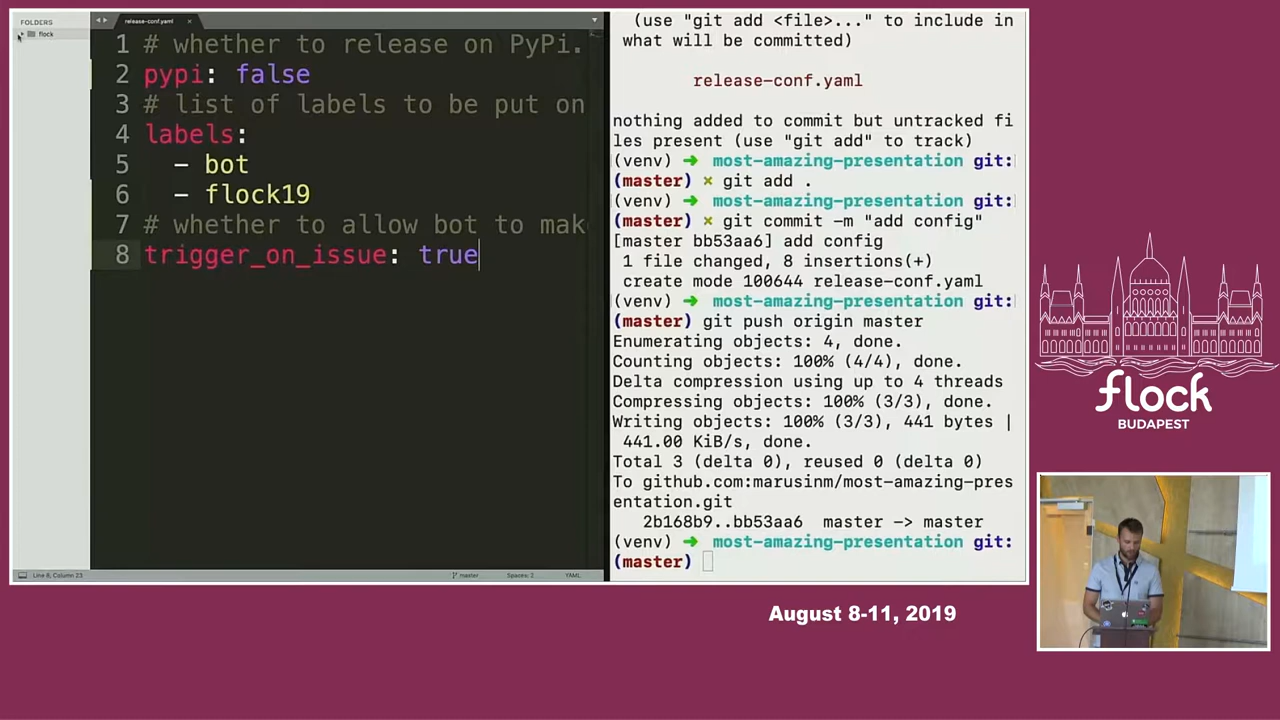 FOLDERS
flock
release-conf.yaml
1 # whether to release on PyPi.
2 pypi: false
3 # list of labels to be put on
4 labels:
5   - bot
6   - flock19
7 # whether to allow bot to mak
8 trigger_on_issue: true
Line 8, Column 23
master
Spaces: 2
YAML
(use "git add <file>..." to include in
what will be committed)
release-conf.yaml
nothing added to commit but untracked fi
les present (use "git add" to track)
(venv) ➜ most-amazing-presentation git:
(master) × git add .
(venv) ➜ most-amazing-presentation git:
(master) × git commit -m "add config"
[master bb53aa6] add config
1 file changed, 8 insertions(+)
create mode 100644 release-conf.yaml
(venv) ➜ most-amazing-presentation git:
(master) git push origin master
Enumerating objects: 4, done.
Counting objects: 100% (4/4), done.
Delta compression using up to 4 threads
Compressing objects: 100% (3/3), done.
Writing objects: 100% (3/3), 441 bytes |
441.00 KiB/s, done.
Total 3 (delta 0), reused 0 (delta 0)
To github.com:marusinm/most-amazing-pres
entation.git
2b168b9..bb53aa6 master -> master
(venv) ➜ most-amazing-presentation git:
(master)
flock
BUDAPEST
August 8-11, 2019